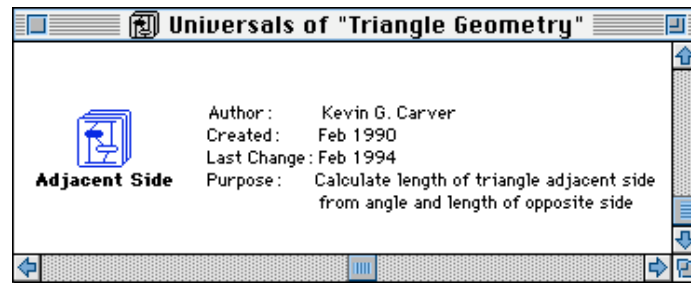 Universals of "Triangle Geometry"
Author: Kevin G. Carver
Created: Feb 1990
Last Change: Feb 1994
Adjacent Side
Purpose: Calculate length of triangle adjacent side
from angle and length of opposite side